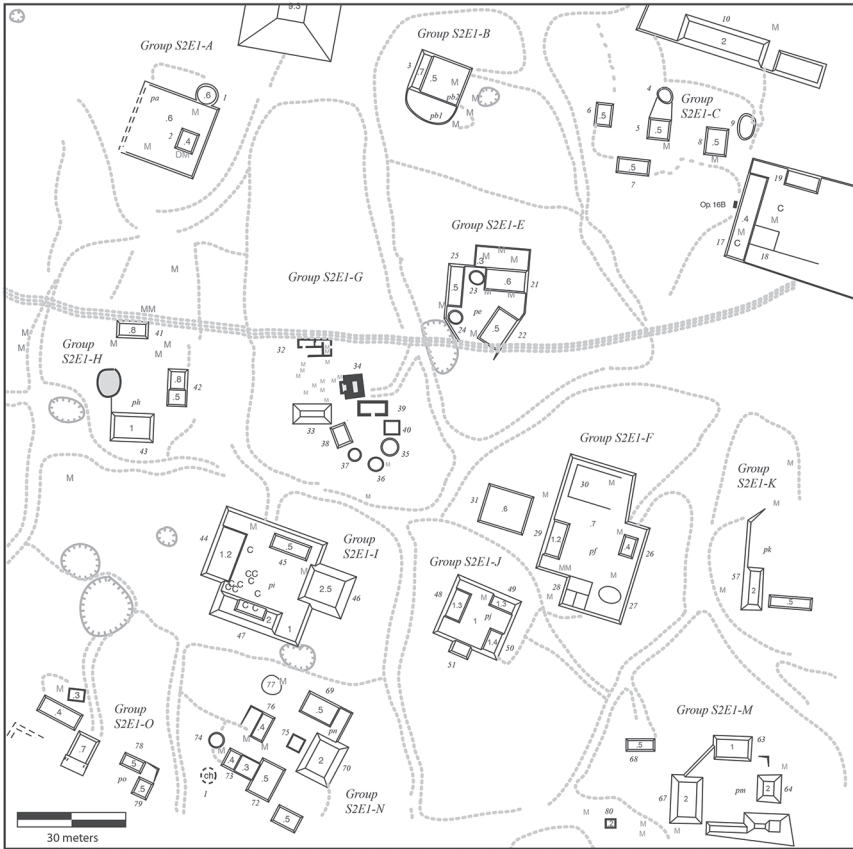 9.3
10
M
2
Group S2E1-A
Group S2E1-B
3
.7
.5
M
pb2
M
M
pb1
M
pa
.6
1
M
.6
2
.4
M
DM
4
Group
S2E1-C
6
.5
5
.5
M
9
8
.5
M
.5
7
19
Op. 16B
C
.4
M
M
17
C
18
Group S2E1-E
25
M
M
.3
M
M
.5
23
.6
21
M
M
M
pe
24
M
.5
22
Group S2E1-G
M
MM
.8
41
M
M
M
M
M
Group
S2E1-H
.8
42
.5
ph
1
43
32
M
M
34
M
M
M
M
M
M
M
M
39
33
38
40
35
37
36
M
M
M
Group S2E1-F
30
31
.6
M
.7
29
1.2
M
.4
26
pf
MM
M
28
M
27
Group
S2E1-K
M
M
pk
57
M
2
.5
44
M
Group
S2E1-I
1.2
C
.5
45
M
CC
C
CC
C
pi
2.5
46
C C
2
1
47
Group S2E1-J
48
49
1.3
M
1.3
1
pj
1.4
50
51
M
.3
Group
S2E1-O
.4
.7
78
.5
po
.5
79
77
M
69
76
.5
.4
pn
74
M
M
M
75
.4
.3
73
2
70
ch
1
.5
72
Group
S2E1-N
.5
Group S2E1-M
M
.5
68
1
63
M
67
2
pm
2
64
80
M
.2
M
M
M
30 meters